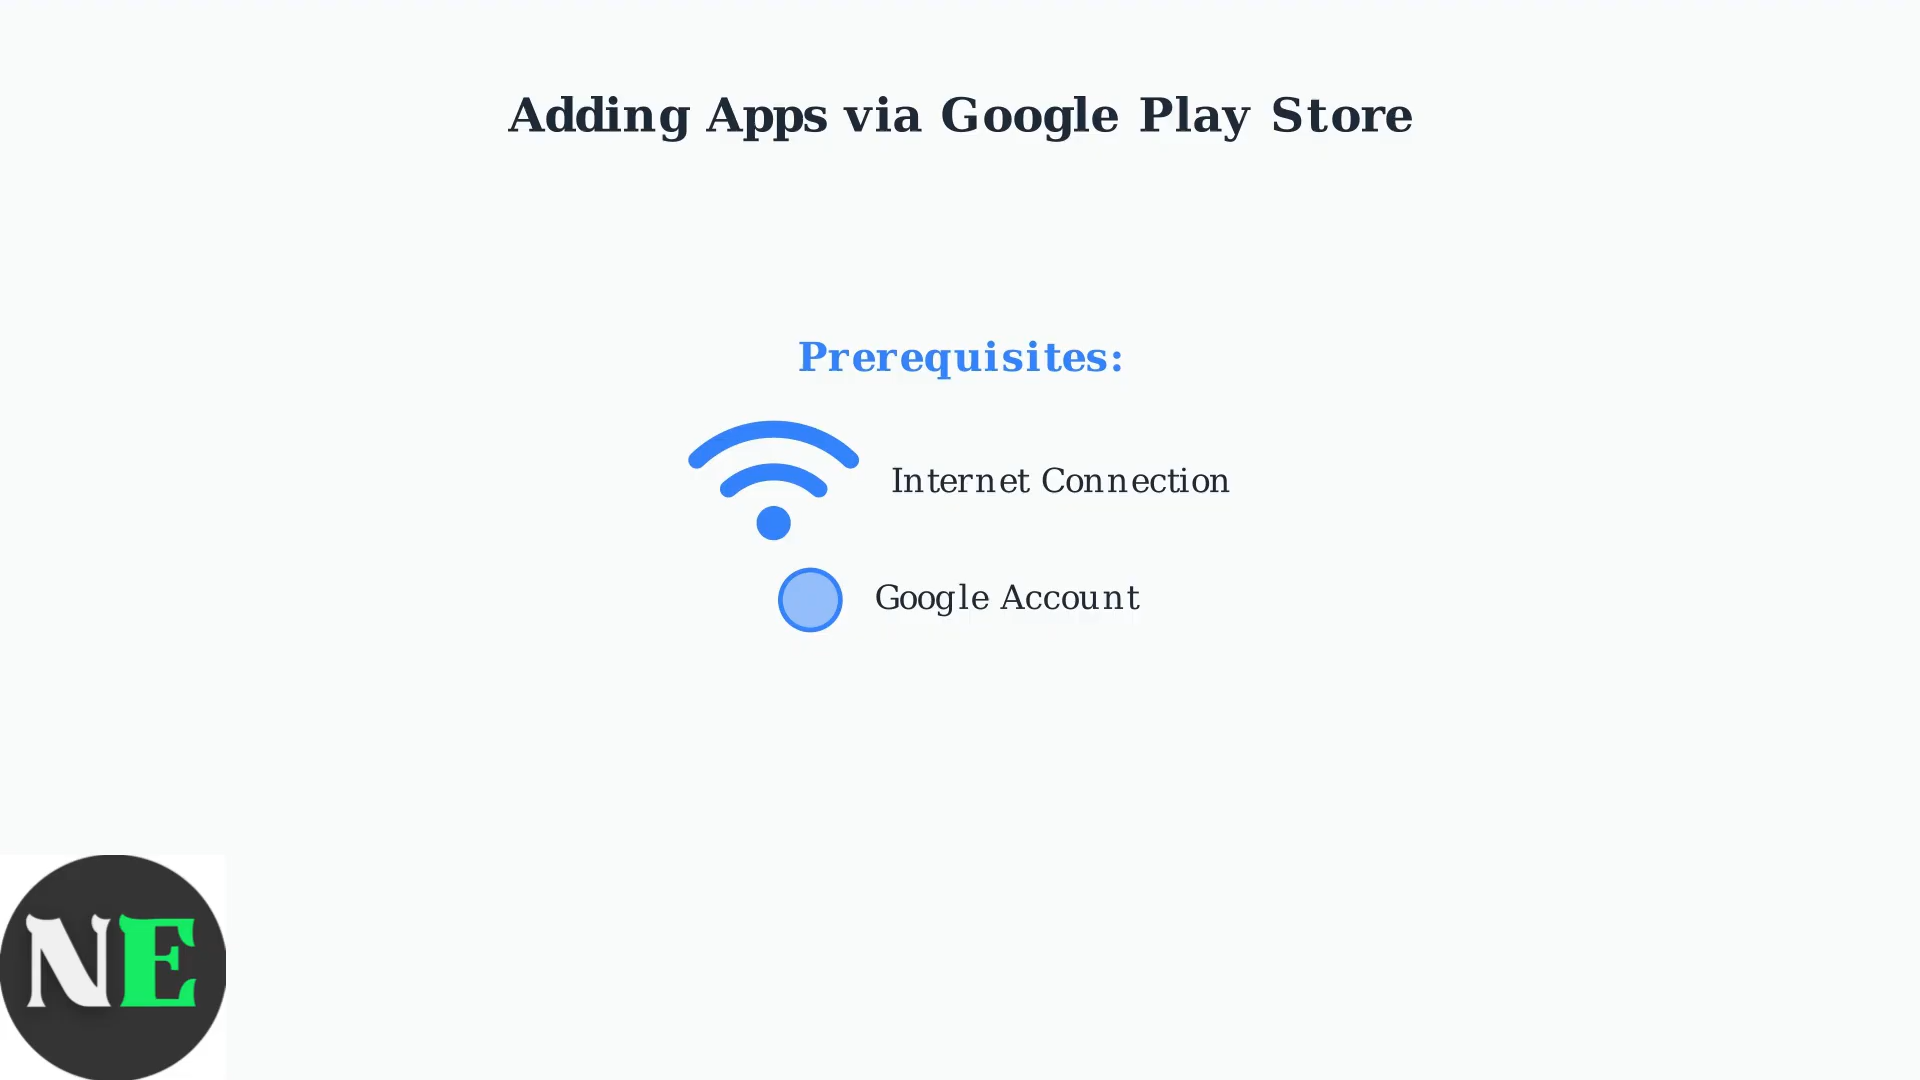 Adding Apps via Google Play Store
Prerequisites:
Internet Connection
Google Account
NE